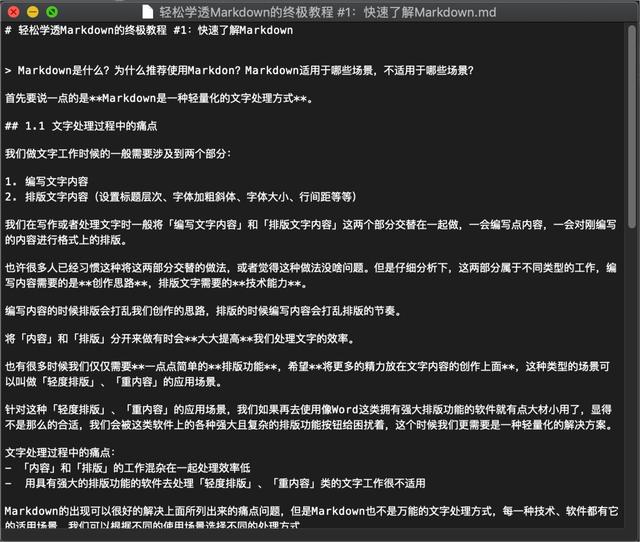 轻松学透Markdown的终极教程 #1：快速了解Markdown.md
# 轻松学透Markdown的终极教程 #1：快速了解Markdown
> Markdown是什么？为什么推荐使用Markdon？Markdown适用于哪些场景，不适用于哪些场景？
首先要说一点的是**Markdown是一种轻量化的文字处理方式**。
## 1.1 文字处理过程中的痛点
我们做文字工作时候的一般需要涉及到两个部分：
1. 编写文字内容
2. 排版文字内容（设置标题层次、字体加粗斜体、字体大小、行间距等等）
我们在写作或者处理文字时一般将「编写文字内容」和「排版文字内容」这两个部分交替在一起做，一会编写点内容，一会对刚编写
的内容进行格式上的排版。
也许很多人已经习惯这种将这两部分交替的做法，或者觉得这种做法没啥问题。但是仔细分析下，这两部分属于不同类型的工作，编
写内容需要的是**创作思路**，排版文字需要的**技术能力**。
编写内容的时候排版会打乱我们创作的思路，排版的时候编写内容会打乱排版的节奏。
将「内容」和「排版」分开来做有时会**大大提高**我们处理文字的效率。
也有很多时候我们仅仅需要**一点点简单的**排版功能**，希望**将更多的精力放在文字内容的创作上面**，这种类型的场景可
以叫做「轻度排版」、「重内容」的应用场景。
针对这种「轻度排版」、「重内容」的应用场景，我们如果再去使用像Word这类拥有强大排版功能的软件就有点大材小用了，显得
不是那么的合适，我们会被这类软件上的各种强大且复杂的排版功能按钮给困扰着，这个时候我们更需要是一种轻量化的解决方案。
文字处理过程中的痛点：
- 「内容」和「排版」的工作混杂在一起处理效率低
-  用具有强大的排版功能的软件去处理「轻度排版」、「重内容」类的文字工作很不适用
Markdown的出现可以很好的解决上面所列出来的痛点问题，但是Markdown也不是万能的文字处理方式，每一种技术、软件都有它
的适用场景，我们可以根据不同的使用场景选择不同的处理方式